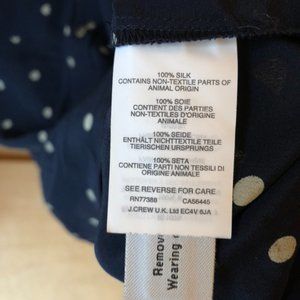 100% SILK
CONTAINS NON-TEXTILE PARTS OF
ANIMAL ORIGIN
100% SOIE
CONTIENT DES PARTIES
NON-TEXTILES D'ORIGINE
ANIMALE
100% SEIDE
ENTHÄLT NICHTTEXTILE TEILE
TIERISCHEN URSPRUNGS
100% SETA
CONTIENE PARTI NON TESSILI DI
ORIGINE ANIMALE
SEE REVERSE FOR CARE
RN77388 CA56445
J.CREW U.K. Ltd EC4V 6JA
Remove
Wearing